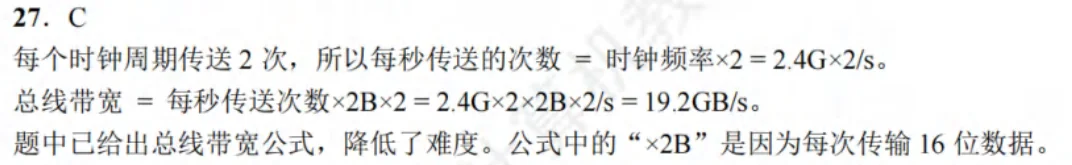 27. C
每个时钟周期传送 2 次，所以每秒传送的次数 = 时钟频率×2 = 2.4G×2/s。
总线带宽 = 每秒传送次数×2B×2 = 2.4G×2×2B×2/s = 19.2GB/s。
题中已给出总线带宽公式，降低了难度。公式中的“×2B”是因为每次传输 16 位数据。